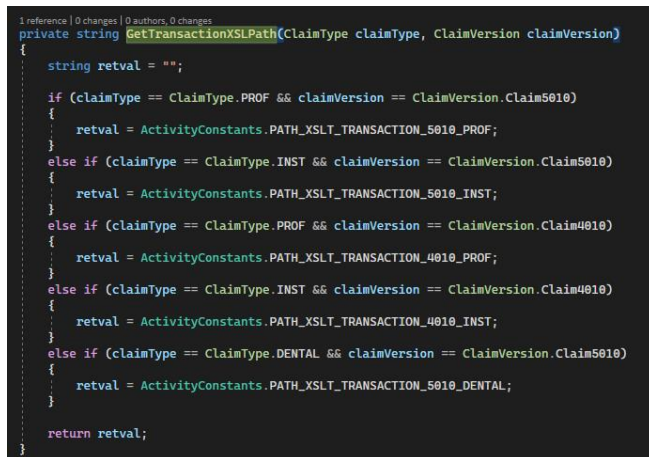 1 reference | 0 changes | 0 authors, 0 changes
private string GetTransactionXSLPath(ClaimType claimType, ClaimVersion claimVersion)
{
    string retval = "";

    if (claimType == ClaimType.PROF && claimVersion == ClaimVersion.Claim5010)
    {
        retval = ActivityConstants.PATH_XSLT_TRANSACTION_5010_PROF;
    }
    else if (claimType == ClaimType.INST && claimVersion == ClaimVersion.Claim5010)
    {
        retval = ActivityConstants.PATH_XSLT_TRANSACTION_5010_INST;
    }
    else if (claimType == ClaimType.PROF && claimVersion == ClaimVersion.Claim4010)
    {
        retval = ActivityConstants.PATH_XSLT_TRANSACTION_4010_PROF;
    }
    else if (claimType == ClaimType.INST && claimVersion == ClaimVersion.Claim4010)
    {
        retval = ActivityConstants.PATH_XSLT_TRANSACTION_4010_INST;
    }
    else if (claimType == ClaimType.DENTAL && claimVersion == ClaimVersion.Claim5010)
    {
        retval = ActivityConstants.PATH_XSLT_TRANSACTION_5010_DENTAL;
    }

    return retval;
}